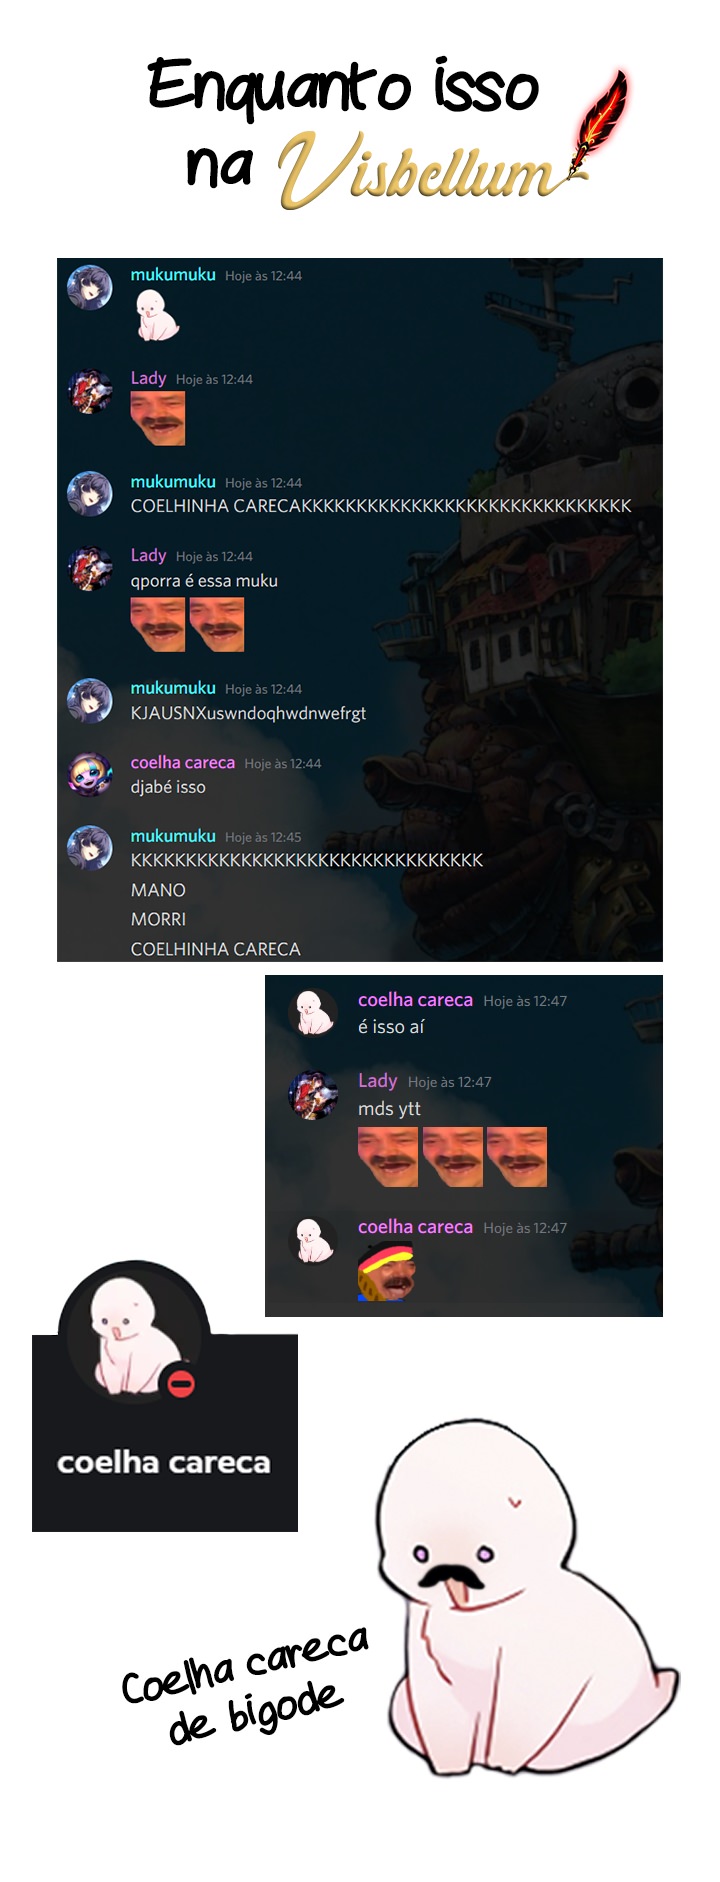 Enquanto isso
na Visbellum
mukumuku Hoje às 12:44
Lady Hoje às 12:44
mukumuku Hoje às 12:44
COELHINHA CARECAKKKKKKKKKKKKKKKKKKKKKKKKKKKKKK
Lady Hoje às 12:44
qporra é essa muku
mukumuku Hoje às 12:44
KJAUSNXuswndoqhwdnwefrgt
coelha careca Hoje às 12:44
djabé isso
mukumuku Hoje às 12:45
KKKKKKKKKKKKKKKKKKKKKKKKKKKKKKKK
MANO
MORRI
COELHINHA CARECA
coelha careca Hoje às 12:47
é isso aí
Lady Hoje às 12:47
mds ytt
coelha careca Hoje às 12:47
coelha careca
Coelha careca
de bigode